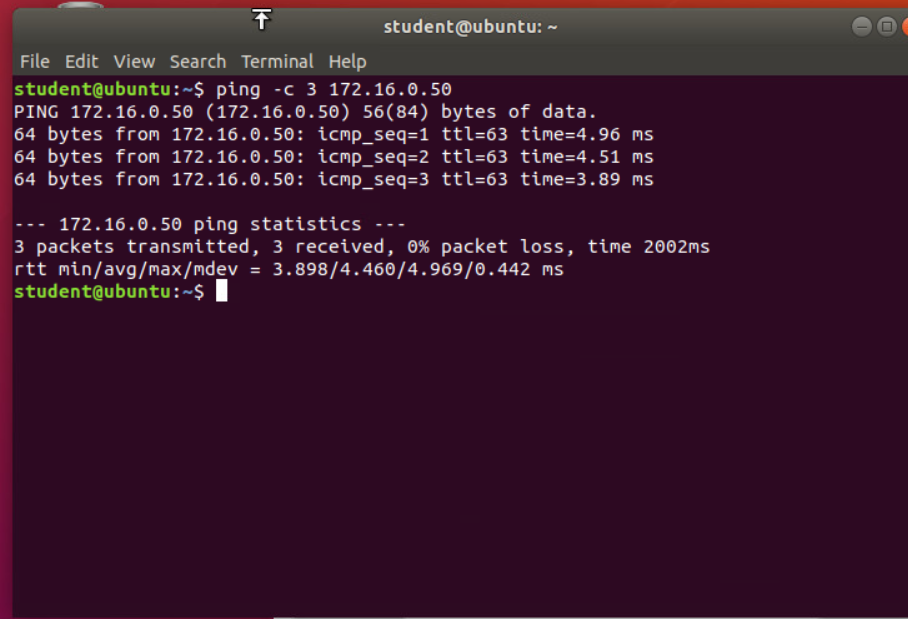 student@ubuntu: ~
File Edit View Search Terminal Help
student@ubuntu:~$ ping -c 3 172.16.0.50
PING 172.16.0.50 (172.16.0.50) 56(84) bytes of data.
64 bytes from 172.16.0.50: icmp_seq=1 ttl=63 time=4.96 ms
64 bytes from 172.16.0.50: icmp_seq=2 ttl=63 time=4.51 ms
64 bytes from 172.16.0.50: icmp_seq=3 ttl=63 time=3.89 ms

--- 172.16.0.50 ping statistics ---
3 packets transmitted, 3 received, 0% packet loss, time 2002ms
rtt min/avg/max/mdev = 3.898/4.460/4.969/0.442 ms
student@ubuntu:~$